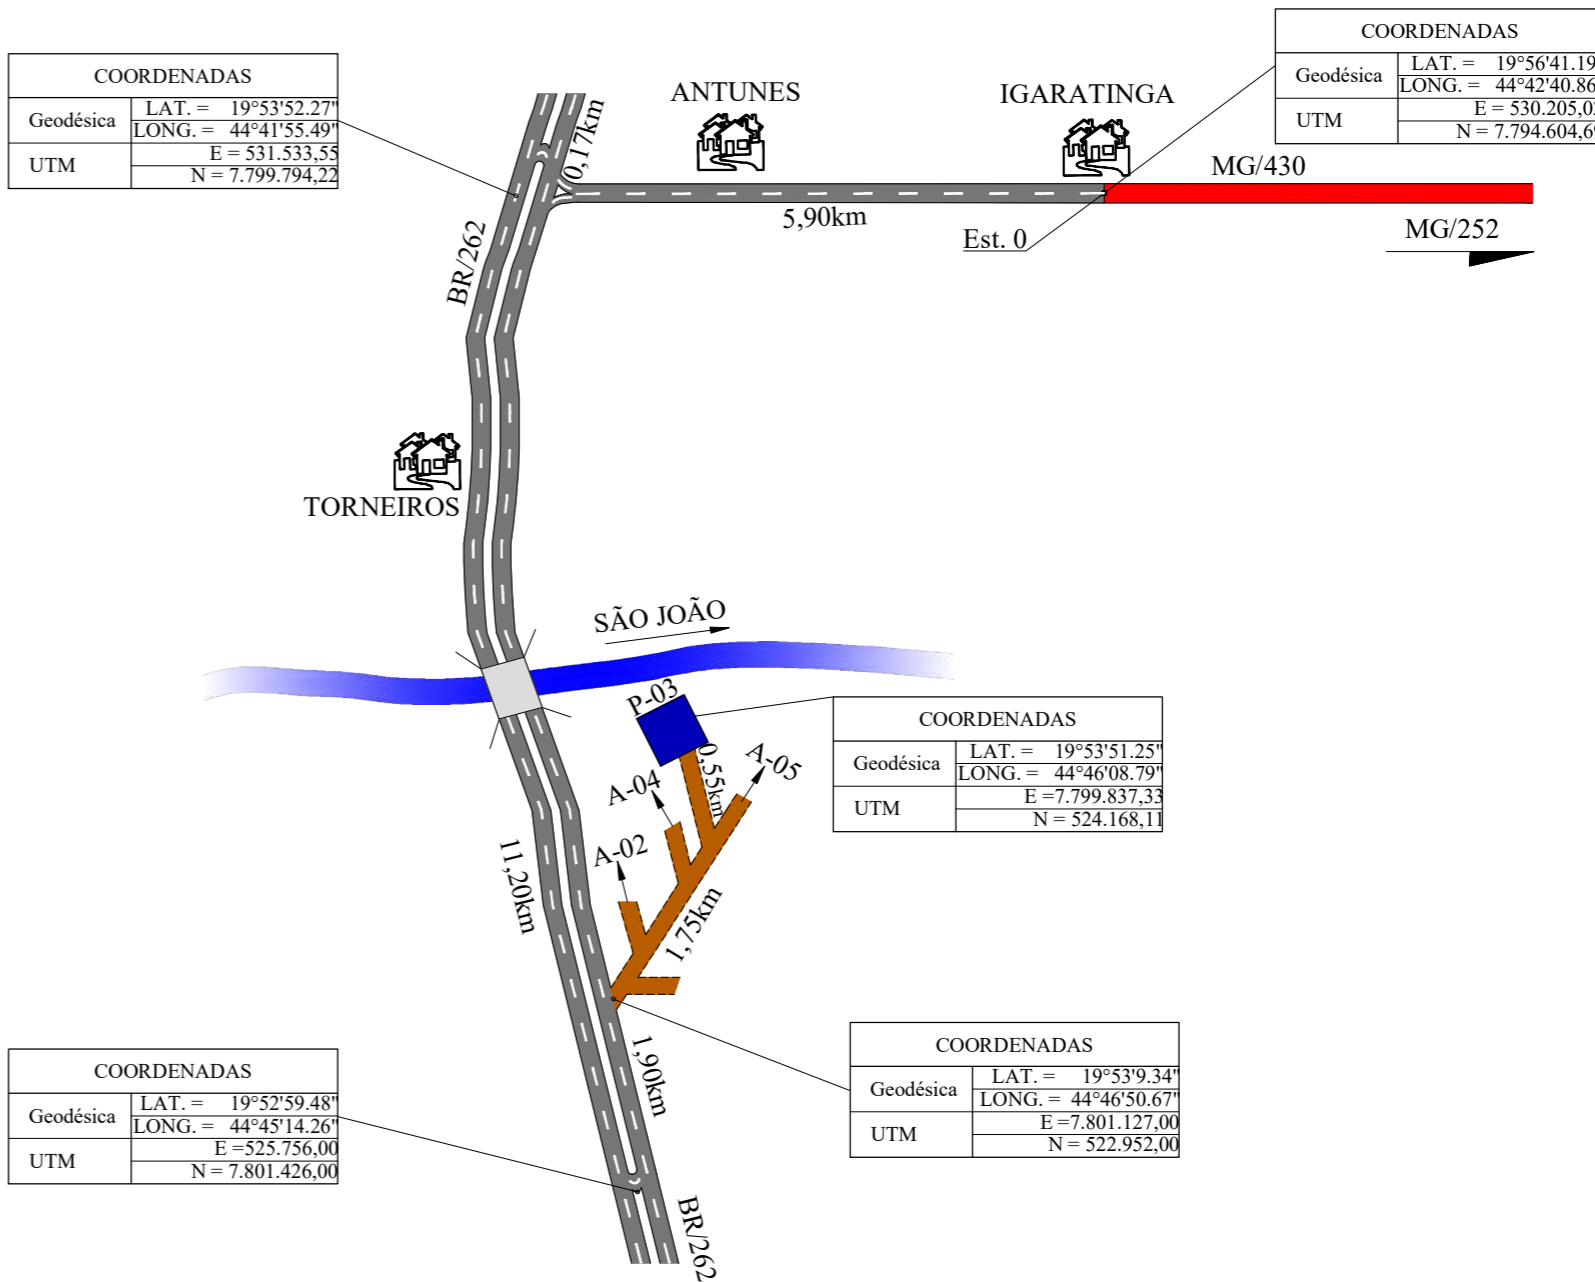 COORDENADAS
Geodésica
LAT. = 19°53'52.27"
LONG. = 44°41'55.49"
UTM
E = 531.533,55
N = 7.799.794,22
COORDENADAS
Geodésica
LAT. = 19°56'41.19
LONG. = 44°42'40.86
UTM
E = 530.205,0
N = 7.794.604,6
ANTUNES
IGARATINGA
0,17km
MG/430
5,90km
Est. 0
MG/252
BR/262
TORNEIROS
SÃO JOÃO
P-03
0,55km
A-05
A-04
A-02
1,75km
11,20km
COORDENADAS
Geodésica
LAT. = 19°53'51.25"
LONG. = 44°46'08.79"
UTM
E =7.799.837,33
N = 524.168,11
1,90km
COORDENADAS
Geodésica
LAT. = 19°52'59.48"
LONG. = 44°45'14.26"
UTM
E =525.756,00
N = 7.801.426,00
COORDENADAS
Geodésica
LAT. = 19°53'9.34"
LONG. = 44°46'50.67"
UTM
E =7.801.127,00
N = 522.952,00
BR/262